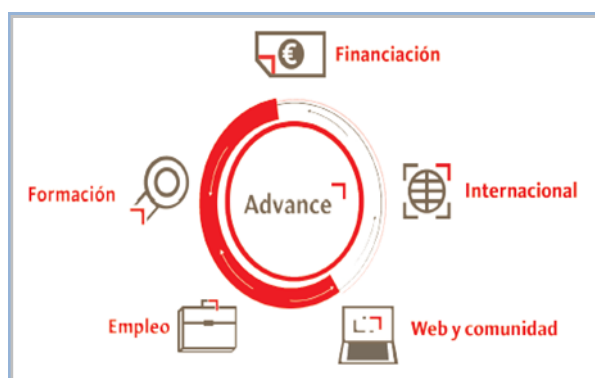 € Financiación
Formación
Advance
Internacional
Empleo
Web y comunidad